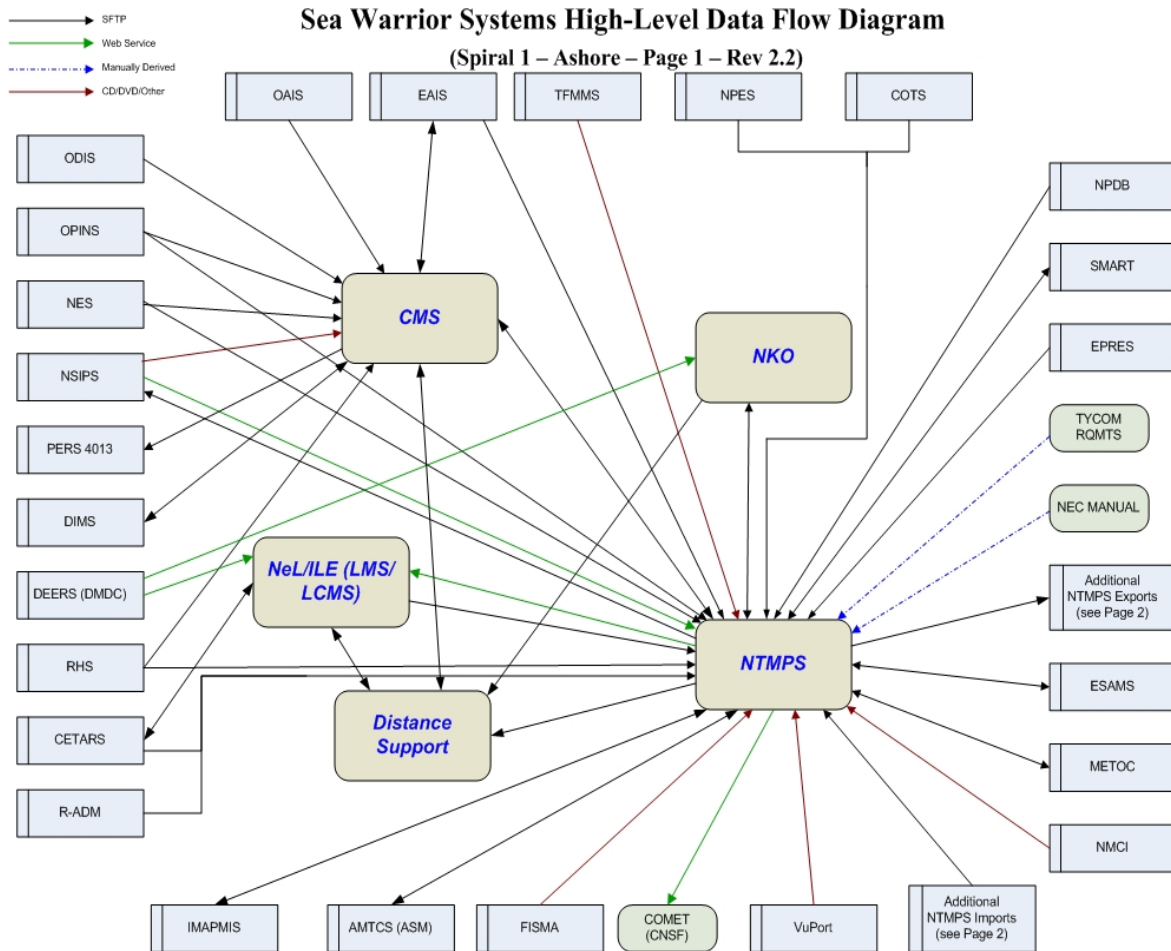 Sea Warrior Systems High-Level Data Flow Diagram
(Spiral 1 – Ashore – Page 1 – Rev 2.2)
SFTP
Web Service
Manually Derived
CD/DVD/Other
OAIS
EAIS
TFMMS
NPES
COTS
ODIS
OPINS
NES
NSIPS
PERS 4013
DIMS
DEERS (DMDC)
RHS
CETARS
R-ADM
CMS
NKO
NeL/ILE (LMS/
LCMS)
NTMPS
Distance
Support
NPDB
SMART
EPRES
TYCOM
RQMTS
NEC MANUAL
Additional
NTMPS Exports
(see Page 2)
ESAMS
METOC
NMCI
IMAPMIS
AMTCS (ASM)
FISMA
COMET
(CNSF)
VuPort
Additional
NTMPS Imports
(see Page 2)